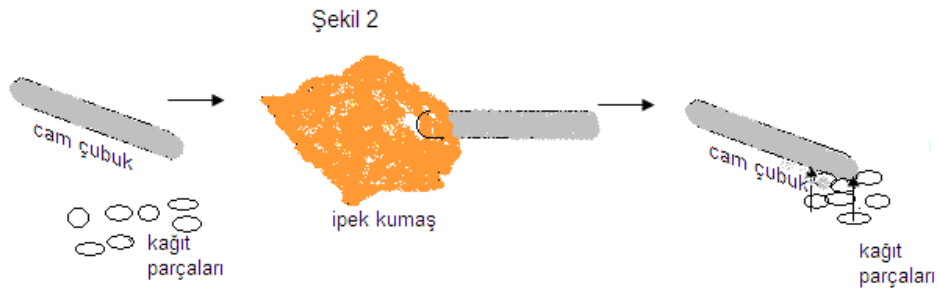 Şekil 2
cam çubuk
kağıt
parçaları
ipek kumaş
cam çubuk
kağıt
parçaları